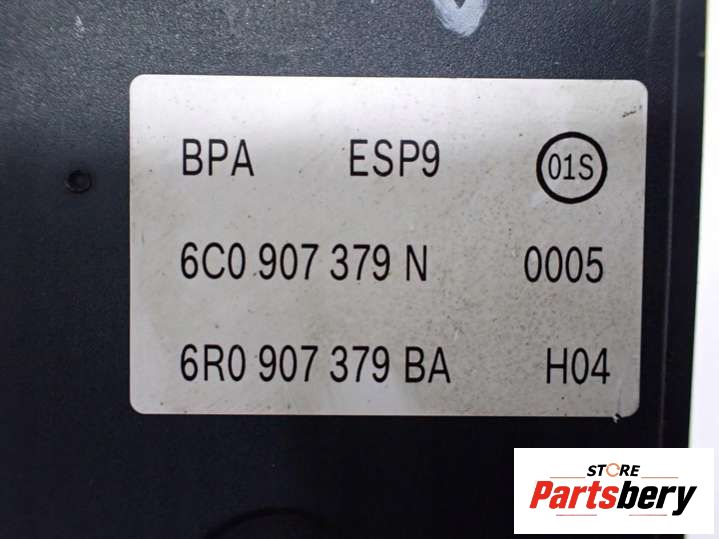 BPA ESP9 01S
6C0 907 379 N 0005
6R0 907 379 BA H04
STORE
Partsbery